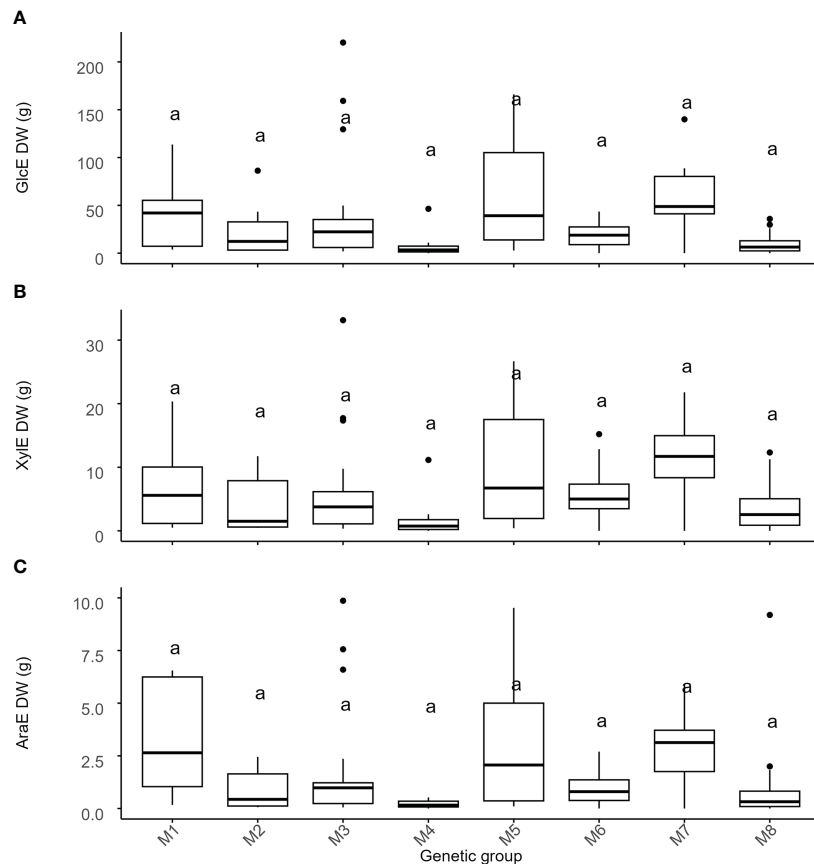 A
GlcE DW (g)
200
150
100
50
0
a a a a a a a a
B
XylE DW (g)
30
20
10
0
a a a a a a a a
C
AraE DW (g)
10.0
7.5
5.0
2.5
0.0
a a a a a a a a
M1 M2 M3 M4 M5 M6 M7 M8
Genetic group